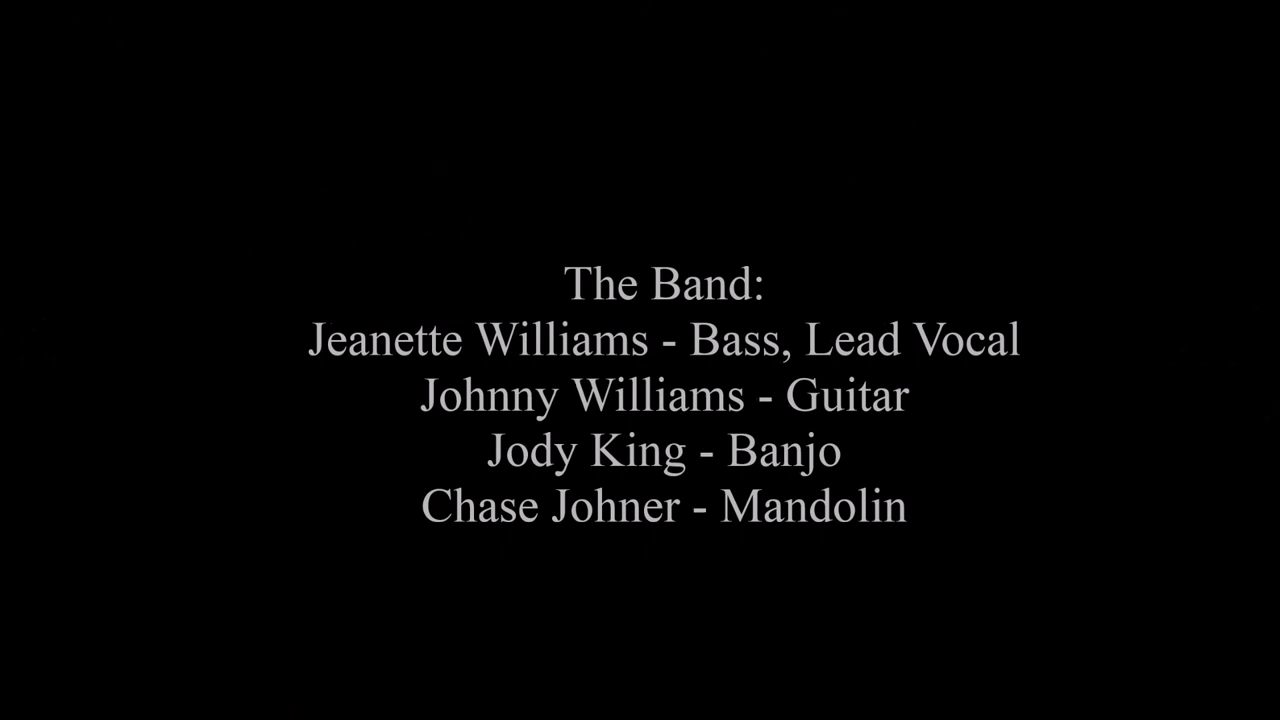 The Band:
Jeanette Williams - Bass, Lead Vocal
Johnny Williams - Guitar
Jody King - Banjo
Chase Johner - Mandolin